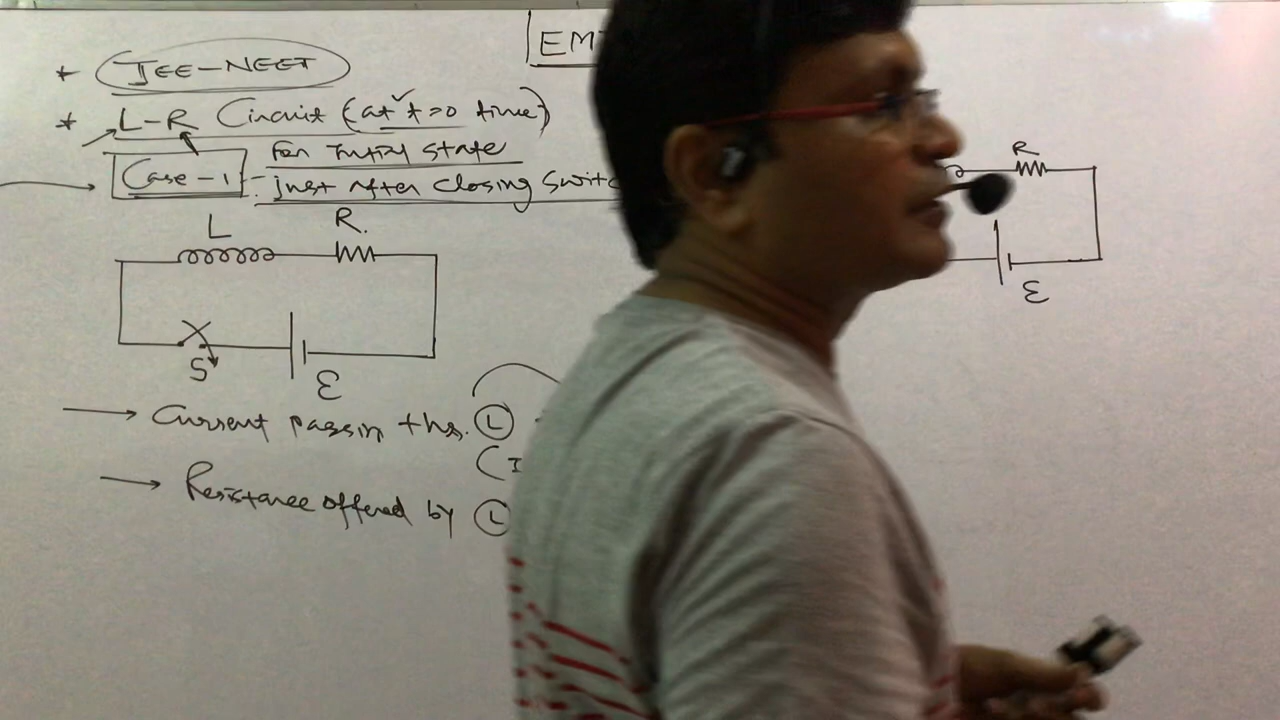 EM
* JEE-NEET
* L-R Circuit (at t=0 time)
Case-1 For Initial state
just After closing Switc
L R.
S ε
R
ε
→ Current passin thr. L
(I
→ Resistance offered by L